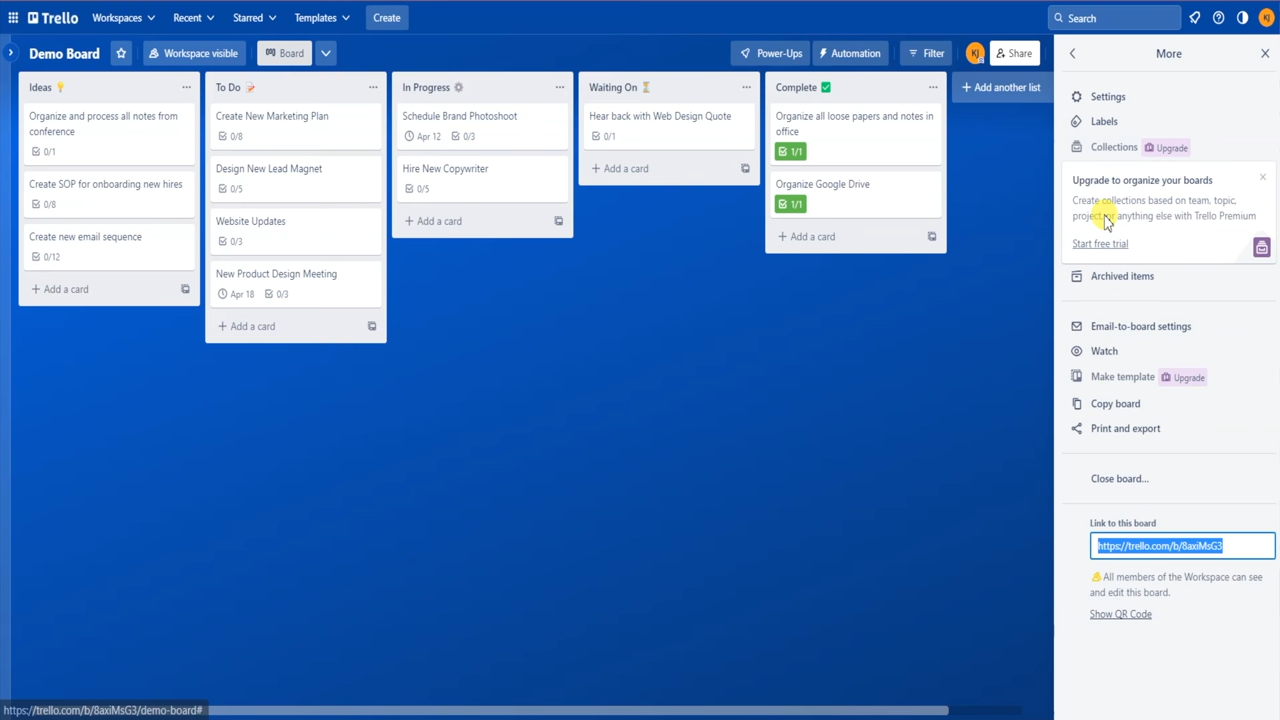 Trello
Workspaces
Recent
Starred
Templates
Create
Search
KJ
Demo Board
Workspace visible
Board
Power-Ups
Automation
Filter
KJ
Share
Ideas 💡
Organize and process all notes from
conference
0/1
Create SOP for onboarding new hires
0/8
Create new email sequence
0/12
+ Add a card
To Do 📝
Create New Marketing Plan
0/8
Design New Lead Magnet
0/5
Website Updates
0/3
New Product Design Meeting
Apr 18 0/3
+ Add a card
In Progress ⚙️
Schedule Brand Photoshoot
Apr 12 0/3
Hire New Copywriter
0/5
+ Add a card
Waiting On ⏳
Hear back with Web Design Quote
0/1
+ Add a card
Complete ✅
Organize all loose papers and notes in
office
1/1
Organize Google Drive
1/1
+ Add a card
+ Add another list
More
Settings
Labels
Collections Upgrade
Upgrade to organize your boards
Create collections based on team, topic,
project, or anything else with Trello Premium
Start free trial
Archived items
Email-to-board settings
Watch
Make template Upgrade
Copy board
Print and export
Close board...
Link to this board
https://trello.com/b/8axiMsG3
All members of the Workspace can see
and edit this board.
Show QR Code
https://trello.com/b/8axiMsG3/demo-board#